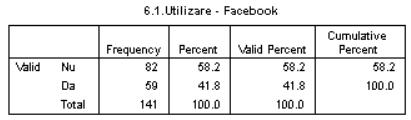 6.1.Utilizare - Facebook
Frequency Percent Valid Percent Cumulative Percent
Valid Nu 82 58.2 58.2 58.2
Da 59 41.8 41.8 100.0
Total 141 100.0 100.0